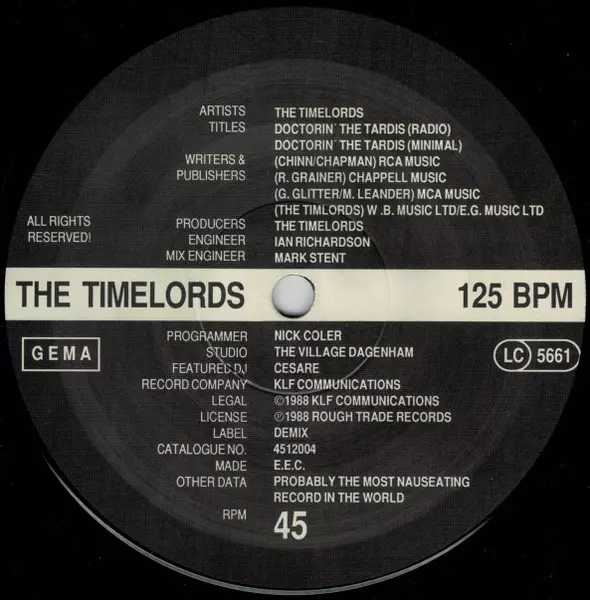 ARTISTS THE TIMELORDS
TITLES DOCTORIN' THE TARDIS (RADIO)
DOCTORIN' THE TARDIS (MINIMAL)
WRITERS & (CHINN/CHAPMAN) RCA MUSIC
PUBLISHERS (R. GRAINER) CHAPPELL MUSIC
(G. GLITTER/M. LEANDER) MCA MUSIC
(THE TIMLORDS) W .B. MUSIC LTD/E.G. MUSIC LTD
ALL RIGHTS
RESERVED!
PRODUCERS THE TIMELORDS
ENGINEER IAN RICHARDSON
MIX ENGINEER MARK STENT
THE TIMELORDS 125 BPM
GEMA
LC 5661
PROGRAMMER NICK COLER
STUDIO THE VILLAGE DAGENHAM
FEATURED DJ CESARE
RECORD COMPANY KLF COMMUNICATIONS
LEGAL ©1988 KLF COMMUNICATIONS
LICENSE ℗1988 ROUGH TRADE RECORDS
LABEL DEMIX
CATALOGUE NO. 4512004
MADE E.E.C.
OTHER DATA PROBABLY THE MOST NAUSEATING
RECORD IN THE WORLD
RPM 45